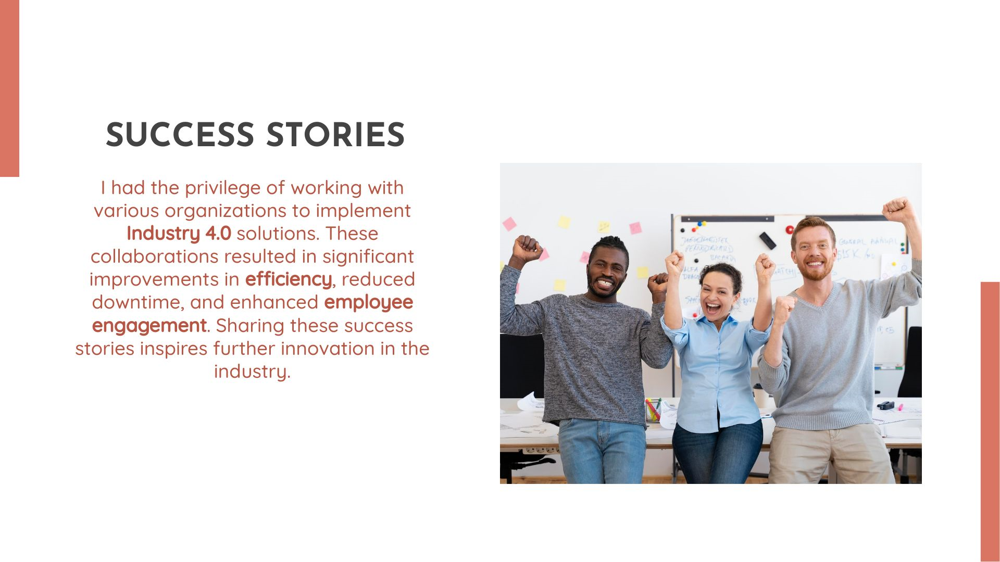 SUCCESS STORIES
I had the privilege of working with
various organizations to implement
Industry 4.0 solutions. These
collaborations resulted in significant
improvements in efficiency, reduced
downtime, and enhanced employee
engagement. Sharing these success
stories inspires further innovation in the
industry.